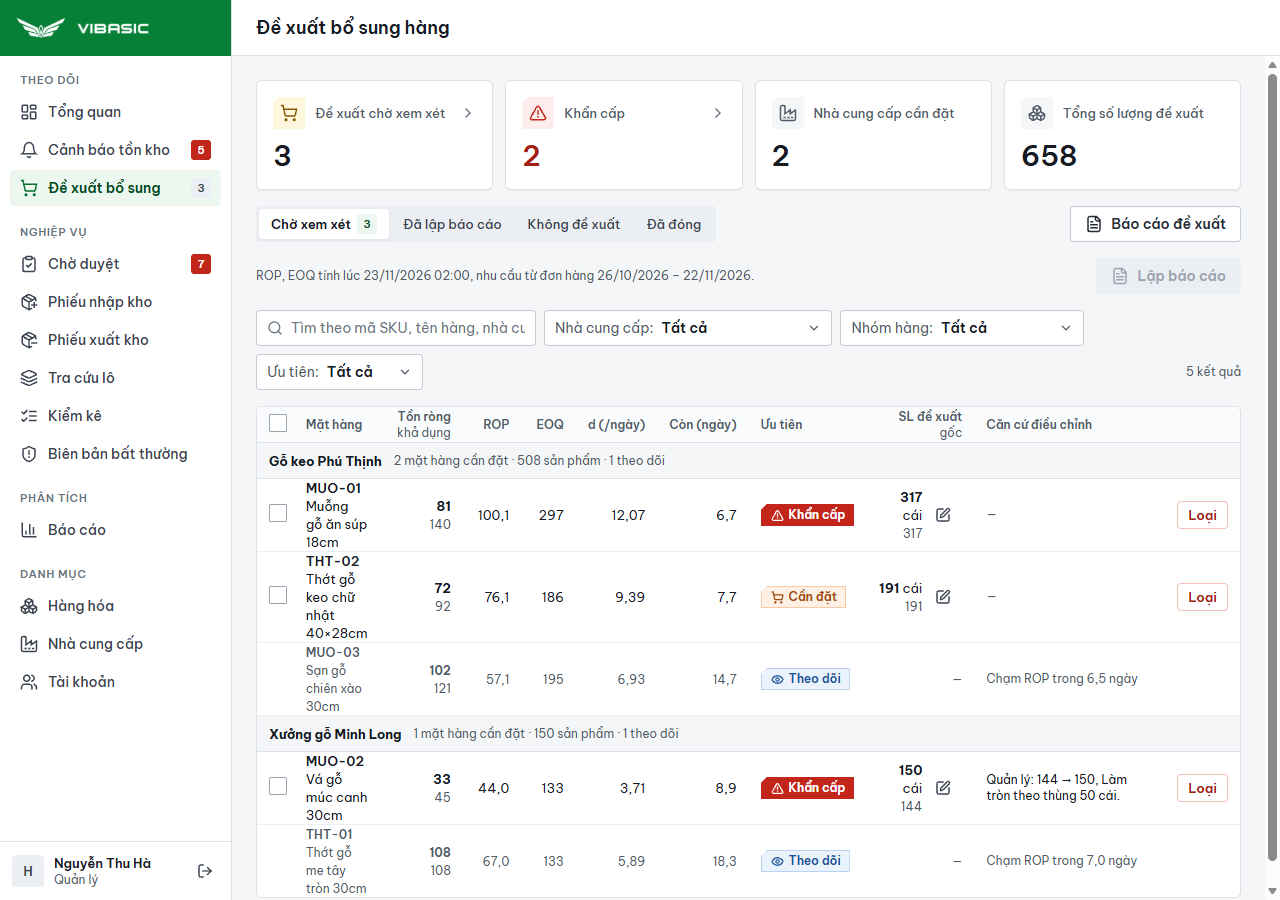 VIBASIC
Đề xuất bổ sung hàng
THEO DÕI
Tổng quan
Cảnh báo tồn kho 5
Đề xuất bổ sung 3
NGHIỆP VỤ
Chờ duyệt 7
Phiếu nhập kho
Phiếu xuất kho
Tra cứu lô
Kiểm kê
Biên bản bất thường
PHÂN TÍCH
Báo cáo
DANH MỤC
Hàng hóa
Nhà cung cấp
Tài khoản
H
Nguyễn Thu Hà
Quản lý
Đề xuất chờ xem xét
3
Khẩn cấp
2
Nhà cung cấp cần đặt
2
Tổng số lượng đề xuất
658
Chờ xem xét 3 Đã lập báo cáo Không đề xuất Đã đóng
Báo cáo đề xuất
ROP, EOQ tính lúc 23/11/2026 02:00, nhu cầu từ đơn hàng 26/10/2026 – 22/11/2026.
Lập báo cáo
Tìm theo mã SKU, tên hàng, nhà cu
Nhà cung cấp: Tất cả
Nhóm hàng: Tất cả
Ưu tiên: Tất cả
5 kết quả
Mặt hàng
Tồn ròng
khả dụng
ROP
EOQ
d (/ngày)
Còn (ngày)
Ưu tiên
SL đề xuất
gốc
Căn cứ điều chỉnh
Gỗ keo Phú Thịnh 2 mặt hàng cần đặt · 508 sản phẩm · 1 theo dõi
MUO-01
Muỗng
gỗ ăn súp
18cm
81
140
100,1
297
12,07
6,7
Khẩn cấp
317
cái
317
–
Loại
THT-02
Thớt gỗ
keo chữ
nhật
40×28cm
72
92
76,1
186
9,39
7,7
Cần đặt
191 cái
191
–
Loại
MUO-03
Sạn gỗ
chiên xào
30cm
102
121
57,1
195
6,93
14,7
Theo dõi
–
Chạm ROP trong 6,5 ngày
Xưởng gỗ Minh Long 1 mặt hàng cần đặt · 150 sản phẩm · 1 theo dõi
MUO-02
Vá gỗ
múc canh
30cm
33
45
44,0
133
3,71
8,9
Khẩn cấp
150
cái
144
Quản lý: 144 → 150, Làm
tròn theo thùng 50 cái.
Loại
THT-01
Thớt gỗ
me tây
tròn 30cm
108
108
67,0
133
5,89
18,3
Theo dõi
–
Chạm ROP trong 7,0 ngày